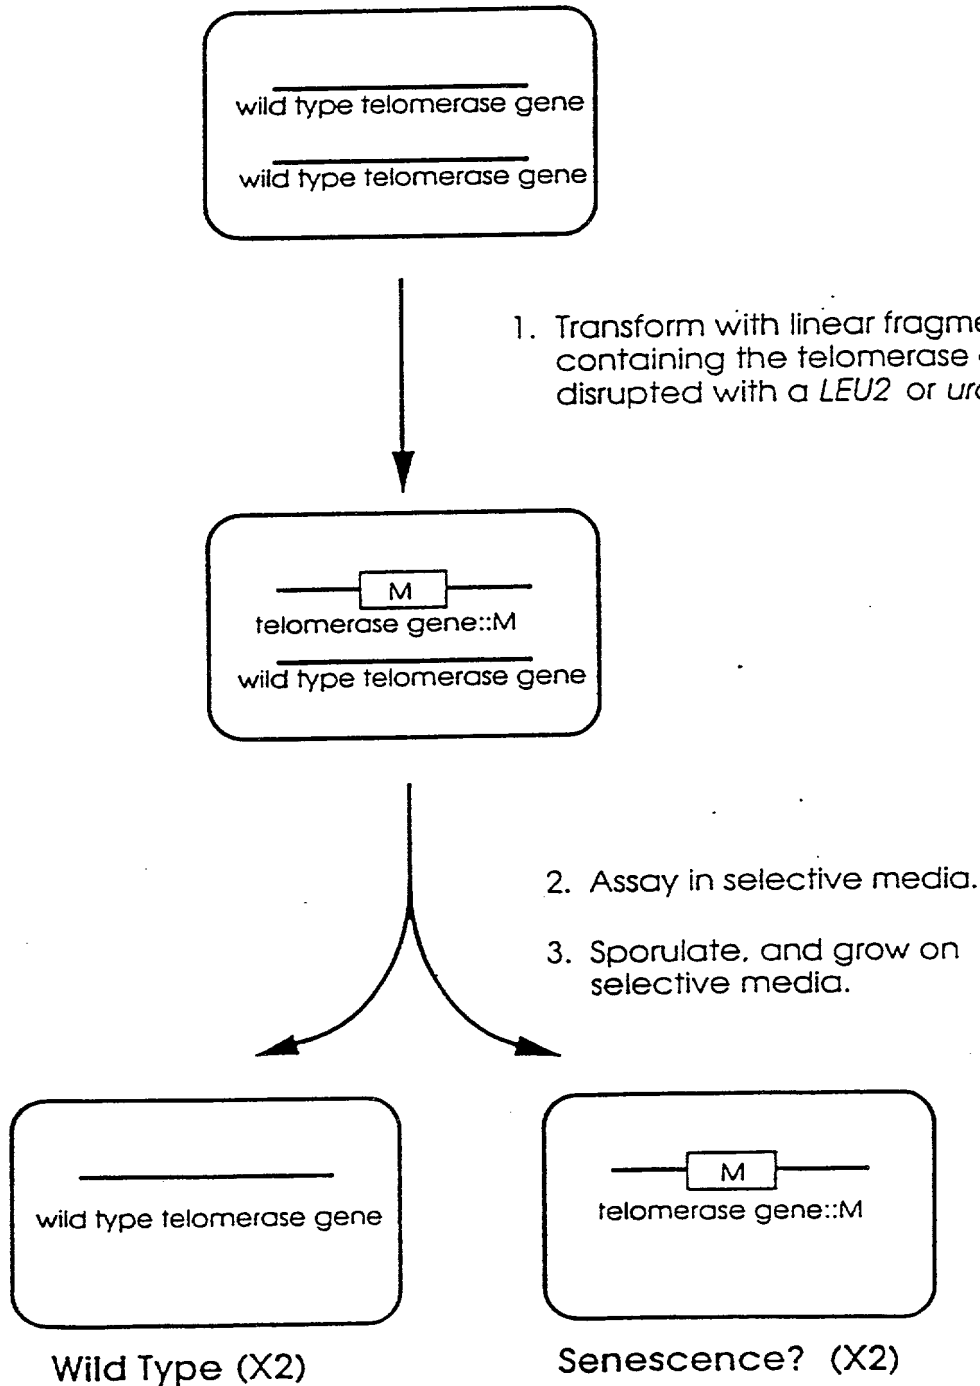 wild type telomerase gene
wild type telomerase gene
1. Transform with linear
containing the telomerase
disrupted with a LEU2 or
M
telomerase gene::M
wild type telomerase gene
2. Assay in selective media.
3. Sporulate, and grow on
selective media.
wild type telomerase gene
Wild Type (X2)
M
telomerase gene::M
Senescence? (X2)